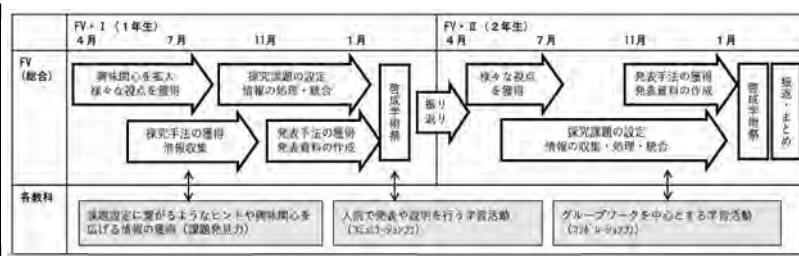 FV・Ⅰ（１年生）
4月 7月 11月 1月
FV・Ⅱ（２年生）
4月 7月 11月 1月
FV
（総合）
興味関心を拡大
様々な視点を獲得
探究課題の設定
情報の処理・統合
探究手法の獲得
情報収集
発表手法の獲得
発表資料の作成
啓成学術祭
振り
返り
様々な視点
を獲得
発表手法の獲得
発表資料の作成
探究課題の設定
情報の収集・処理・統合
啓成学術祭
振返・まとめ
各教科
課題設定に繋がるようなヒントや興味関心を
広げる情報の獲得（課題発見力）
人前で発表や説明を行う学習活動
（ｺﾐｭﾆｹｰｼｮﾝ力）
グループワークを中心とする学習活動
（ｺﾗﾎﾞﾚｰｼｮﾝ力）